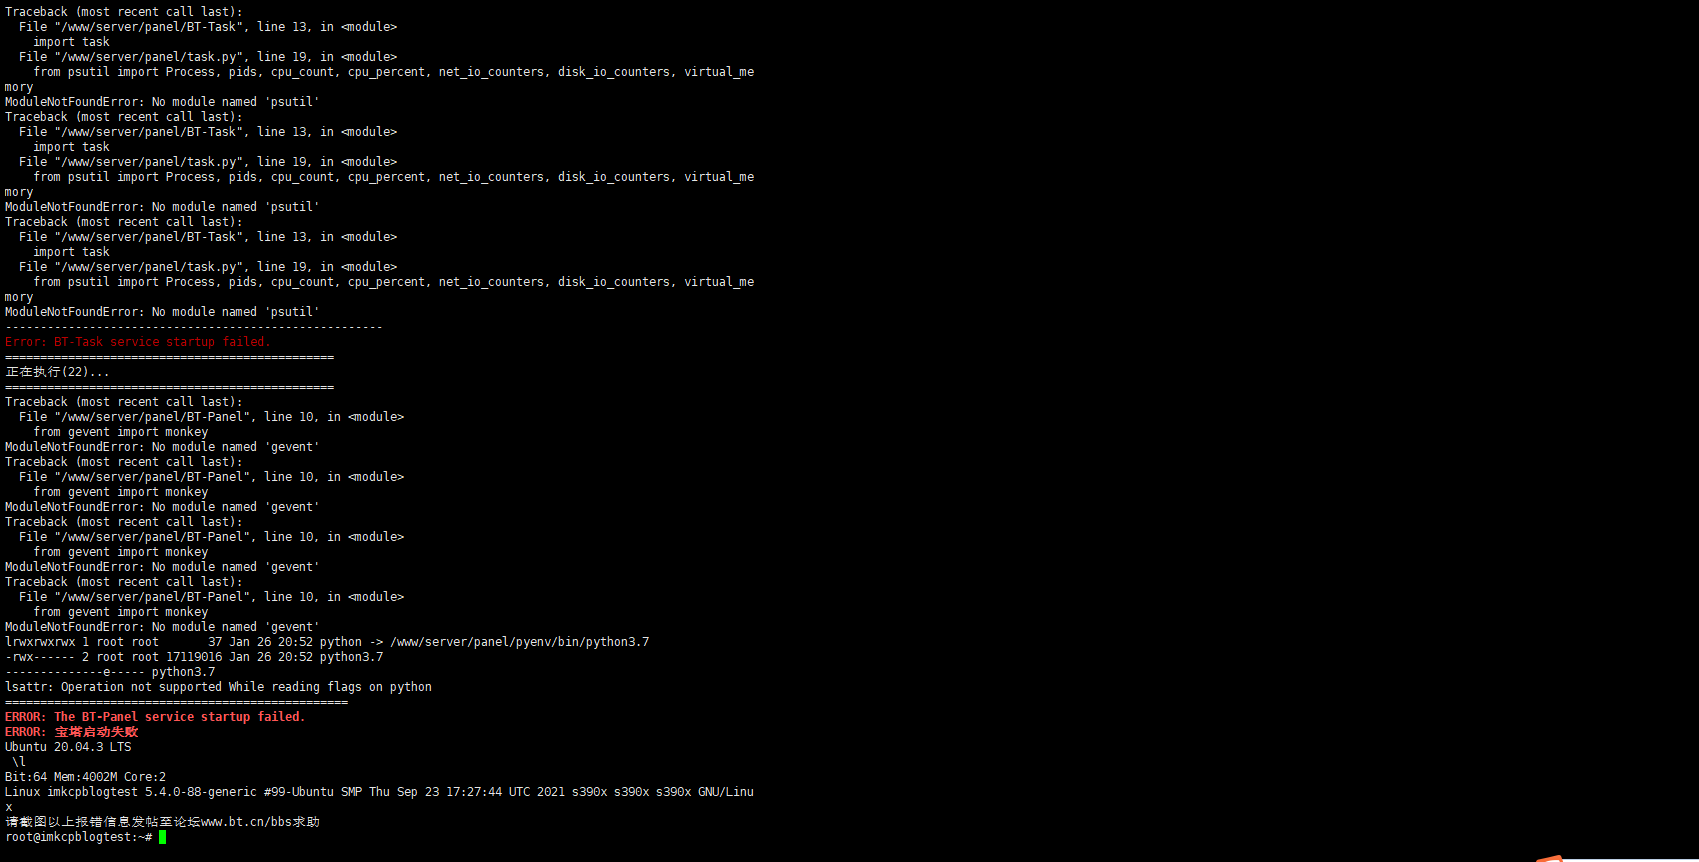 Traceback (most recent call last):
  File "/www/server/panel/BT-Task", line 13, in <module>
    import task
  File "/www/server/panel/task.py", line 19, in <module>
    from psutil import Process, pids, cpu_count, cpu_percent, net_io_counters, disk_io_counters, virtual_me
mory
ModuleNotFoundError: No module named 'psutil'
Traceback (most recent call last):
  File "/www/server/panel/BT-Task", line 13, in <module>
    import task
  File "/www/server/panel/task.py", line 19, in <module>
    from psutil import Process, pids, cpu_count, cpu_percent, net_io_counters, disk_io_counters, virtual_me
mory
ModuleNotFoundError: No module named 'psutil'
Traceback (most recent call last):
  File "/www/server/panel/BT-Task", line 13, in <module>
    import task
  File "/www/server/panel/task.py", line 19, in <module>
    from psutil import Process, pids, cpu_count, cpu_percent, net_io_counters, disk_io_counters, virtual_me
mory
ModuleNotFoundError: No module named 'psutil'
------------------------------------------------------
Error: BT-Task service startup failed.
===============================================
正在执行(22)...
===============================================
Traceback (most recent call last):
  File "/www/server/panel/BT-Panel", line 10, in <module>
    from gevent import monkey
ModuleNotFoundError: No module named 'gevent'
Traceback (most recent call last):
  File "/www/server/panel/BT-Panel", line 10, in <module>
    from gevent import monkey
ModuleNotFoundError: No module named 'gevent'
Traceback (most recent call last):
  File "/www/server/panel/BT-Panel", line 10, in <module>
    from gevent import monkey
ModuleNotFoundError: No module named 'gevent'
Traceback (most recent call last):
  File "/www/server/panel/BT-Panel", line 10, in <module>
    from gevent import monkey
ModuleNotFoundError: No module named 'gevent'
lrwxrwxrwx 1 root root       37 Jan 26 20:52 python -> /www/server/panel/pyenv/bin/python3.7
-rwx------ 2 root root 17119016 Jan 26 20:52 python3.7
--------------e----- python3.7
lsattr: Operation not supported While reading flags on python
=================================================
ERROR: The BT-Panel service startup failed.
ERROR: 宝塔启动失败
Ubuntu 20.04.3 LTS
 \l
Bit:64 Mem:4002M Core:2
Linux imkcpblogtest 5.4.0-88-generic #99-Ubuntu SMP Thu Sep 23 17:27:44 UTC 2021 s390x s390x s390x GNU/Linu
x
请截图以上报错信息发帖至论坛www.bt.cn/bbs求助
root@imkcpblogtest:~#